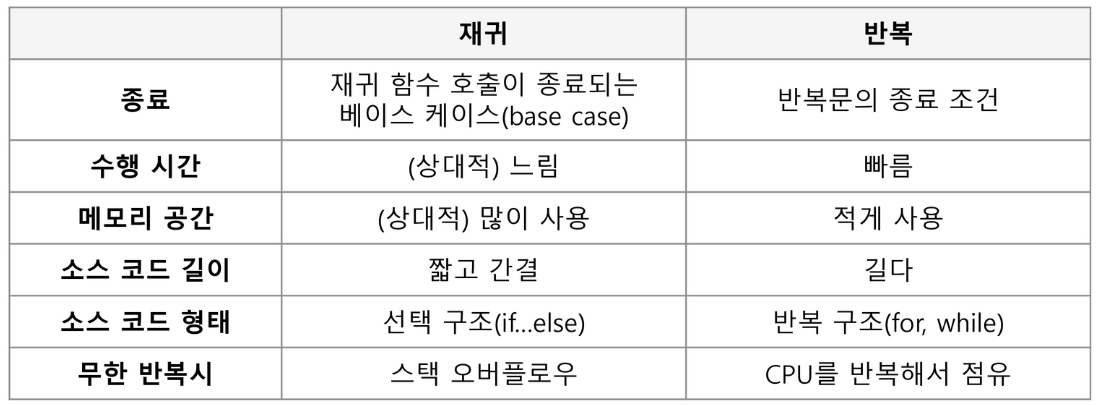 재귀 반복
종료 재귀 함수 호출이 종료되는
베이스 케이스(base case) 반복문의 종료 조건
수행 시간 (상대적) 느림 빠름
메모리 공간 (상대적) 많이 사용 적게 사용
소스 코드 길이 짧고 간결 길다
소스 코드 형태 선택 구조(if...else) 반복 구조(for, while)
무한 반복시 스택 오버플로우 CPU를 반복해서 점유